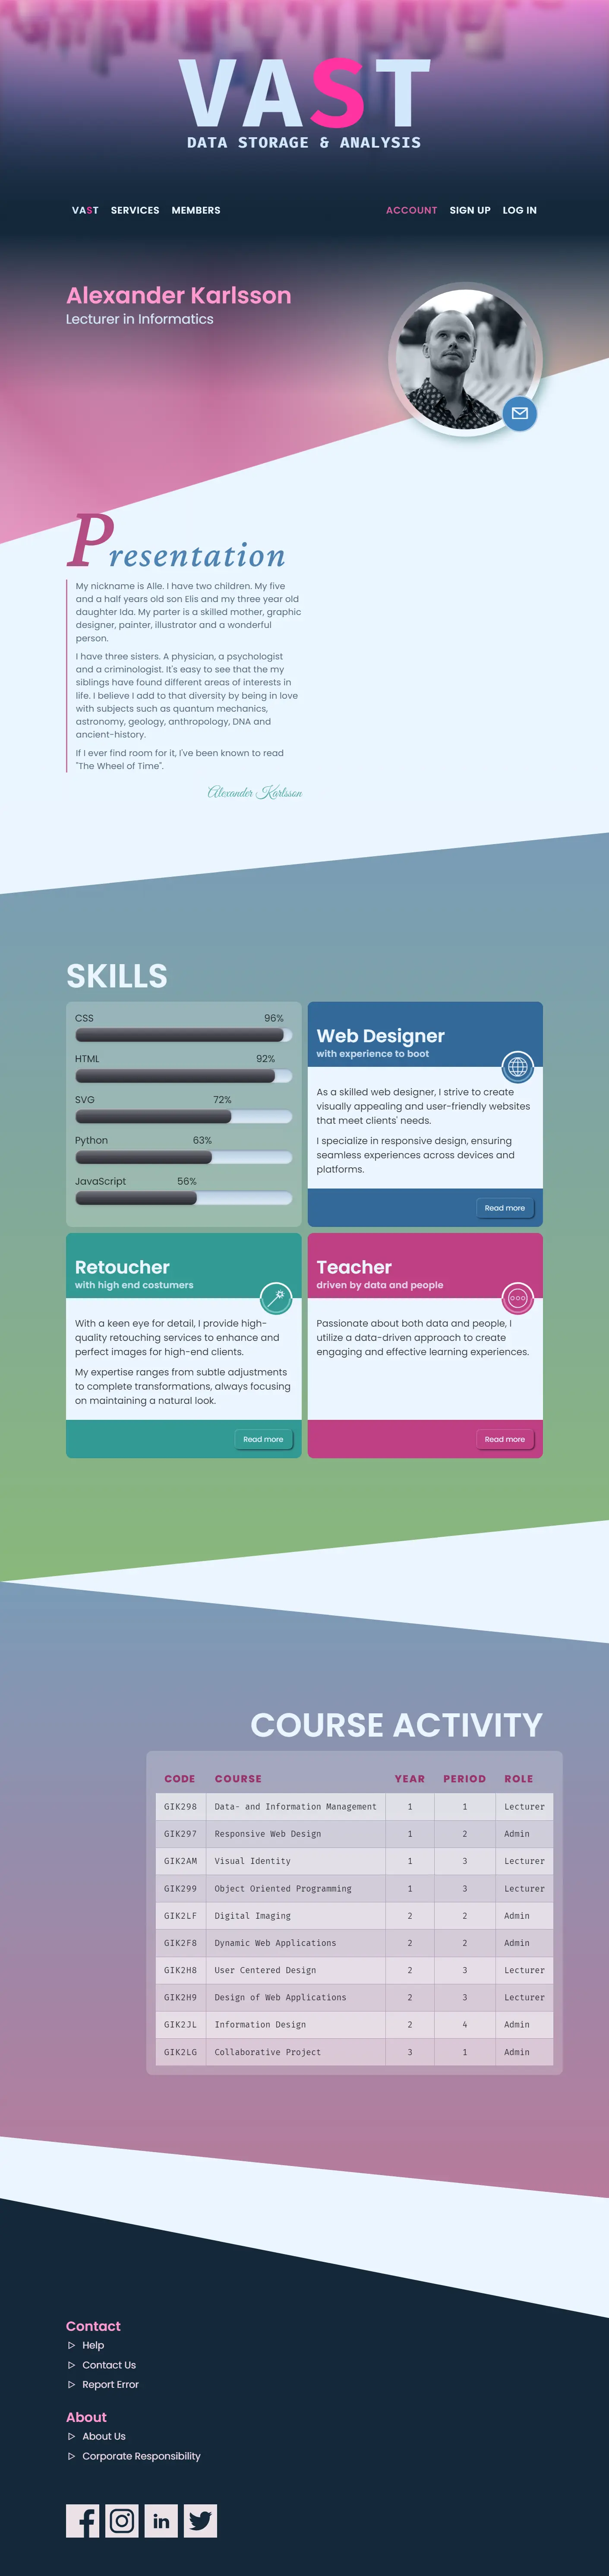 VAST
DATA STORAGE & ANALYSIS
VAST SERVICES MEMBERS ACCOUNT SIGN UP LOG IN
Alexander Karlsson
Lecturer in Informatics
Presentation
My nickname is Alle. I have two children. My five
and a half years old son Elis and my three year old
daughter Ida. My parter is a skilled mother, graphic
designer, painter, illustrator and a wonderful
person.
I have three sisters. A physician, a psychologist
and a criminologist. It's easy to see that the my
siblings have found different areas of interests in
life. I believe I add to that diversity by being in love
with subjects such as quantum mechanics,
astronomy, geology, anthropology, DNA and
ancient-history.
If I ever find room for it, I've been known to read
"The Wheel of Time".
Alexander Karlsson
SKILLS
CSS 96%
HTML 92%
SVG 72%
Python 63%
JavaScript 56%
Web Designer
with experience to boot
As a skilled web designer, I strive to create
visually appealing and user-friendly websites
that meet clients' needs.
I specialize in responsive design, ensuring
seamless experiences across devices and
platforms.
Read more
Retoucher
with high end costumers
With a keen eye for detail, I provide high-
quality retouching services to enhance and
perfect images for high-end clients.
My expertise ranges from subtle adjustments
to complete transformations, always focusing
on maintaining a natural look.
Read more
Teacher
driven by data and people
Passionate about both data and people, I
utilize a data-driven approach to create
engaging and effective learning experiences.
Read more
COURSE ACTIVITY
CODE COURSE YEAR PERIOD ROLE
GIK298 Data- and Information Management 1 1 Lecturer
GIK297 Responsive Web Design 1 2 Admin
GIK2AM Visual Identity 1 3 Lecturer
GIK299 Object Oriented Programming 1 3 Lecturer
GIK2LF Digital Imaging 2 2 Admin
GIK2F8 Dynamic Web Applications 2 2 Admin
GIK2H8 User Centered Design 2 3 Lecturer
GIK2H9 Design of Web Applications 2 3 Lecturer
GIK2JL Information Design 2 4 Admin
GIK2LG Collaborative Project 3 1 Admin
Contact
Help
Contact Us
Report Error
About
About Us
Corporate Responsibility